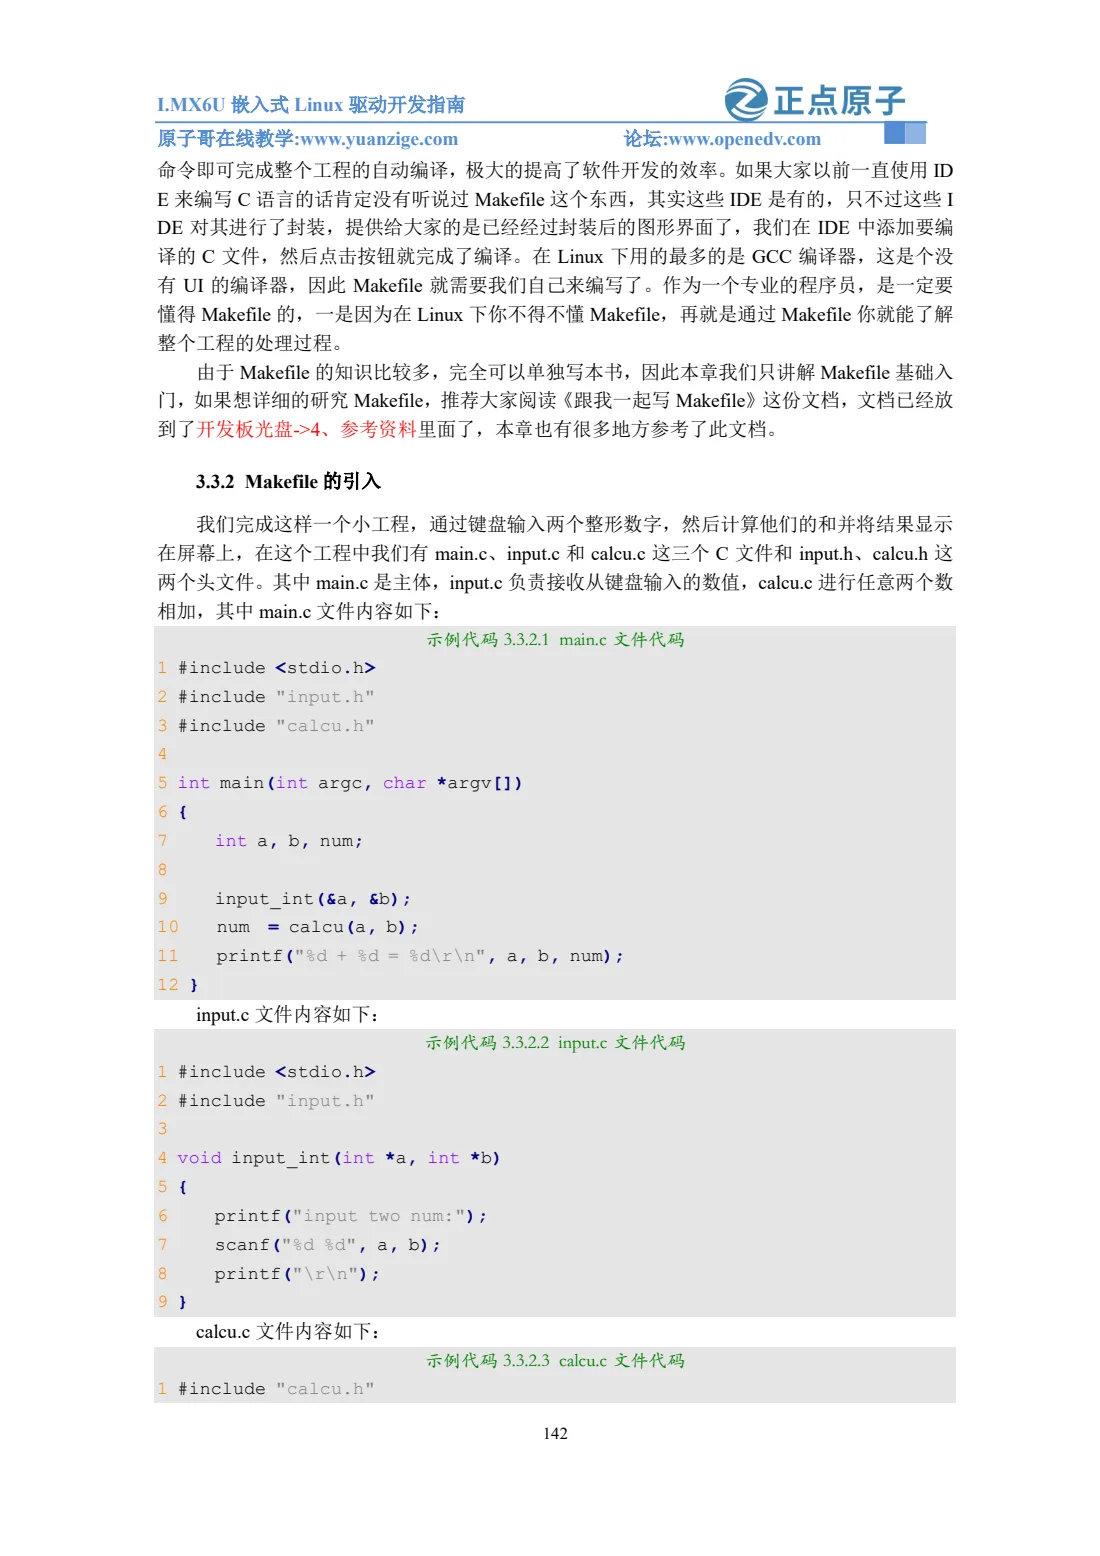 I.MX6U 嵌入式 Linux 驱动开发指南
正点原子
原子哥在线教学:www.yuanzige.com 论坛:www.openedv.com
命令即可完成整个工程的自动编译，极大的提高了软件开发的效率。如果大家以前一直使用 ID
E 来编写 C 语言的话肯定没有听说过 Makefile 这个东西，其实这些 IDE 是有的，只不过这些 I
DE 对其进行了封装，提供给大家的是已经经过封装后的图形界面了，我们在 IDE 中添加要编
译的 C 文件，然后点击按钮就完成了编译。在 Linux 下用的最多的是 GCC 编译器，这是个没
有 UI 的编译器，因此 Makefile 就需要我们自己来编写了。作为一个专业的程序员，是一定要
懂得 Makefile 的，一是因为在 Linux 下你不得不懂 Makefile，再就是通过 Makefile 你就能了解
整个工程的处理过程。
由于 Makefile 的知识比较多，完全可以单独写本书，因此本章我们只讲解 Makefile 基础入
门，如果想详细的研究 Makefile，推荐大家阅读《跟我一起写 Makefile》这份文档，文档已经放
到了开发板光盘->4、参考资料里面了，本章也有很多地方参考了此文档。
3.3.2 Makefile 的引入
我们完成这样一个小工程，通过键盘输入两个整形数字，然后计算他们的和并将结果显示
在屏幕上，在这个工程中我们有 main.c、input.c 和 calcu.c 这三个 C 文件和 input.h、calcu.h 这
两个头文件。其中 main.c 是主体，input.c 负责接收从键盘输入的数值，calcu.c 进行任意两个数
相加，其中 main.c 文件内容如下：
示例代码 3.3.2.1 main.c 文件代码
1 #include <stdio.h>
2 #include "input.h"
3 #include "calcu.h"
4
5 int main(int argc, char *argv[])
6 {
7     int a, b, num;
8
9     input_int(&a, &b);
10    num  = calcu(a, b);
11    printf("%d + %d = %d\r\n", a, b, num);
12 }
input.c 文件内容如下：
示例代码 3.3.2.2 input.c 文件代码
1 #include <stdio.h>
2 #include "input.h"
3
4 void input_int(int *a, int *b)
5 {
6     printf("input two num:");
7     scanf("%d %d", a, b);
8     printf("\r\n");
9 }
calcu.c 文件内容如下：
示例代码 3.3.2.3 calcu.c 文件代码
1 #include "calcu.h"
142